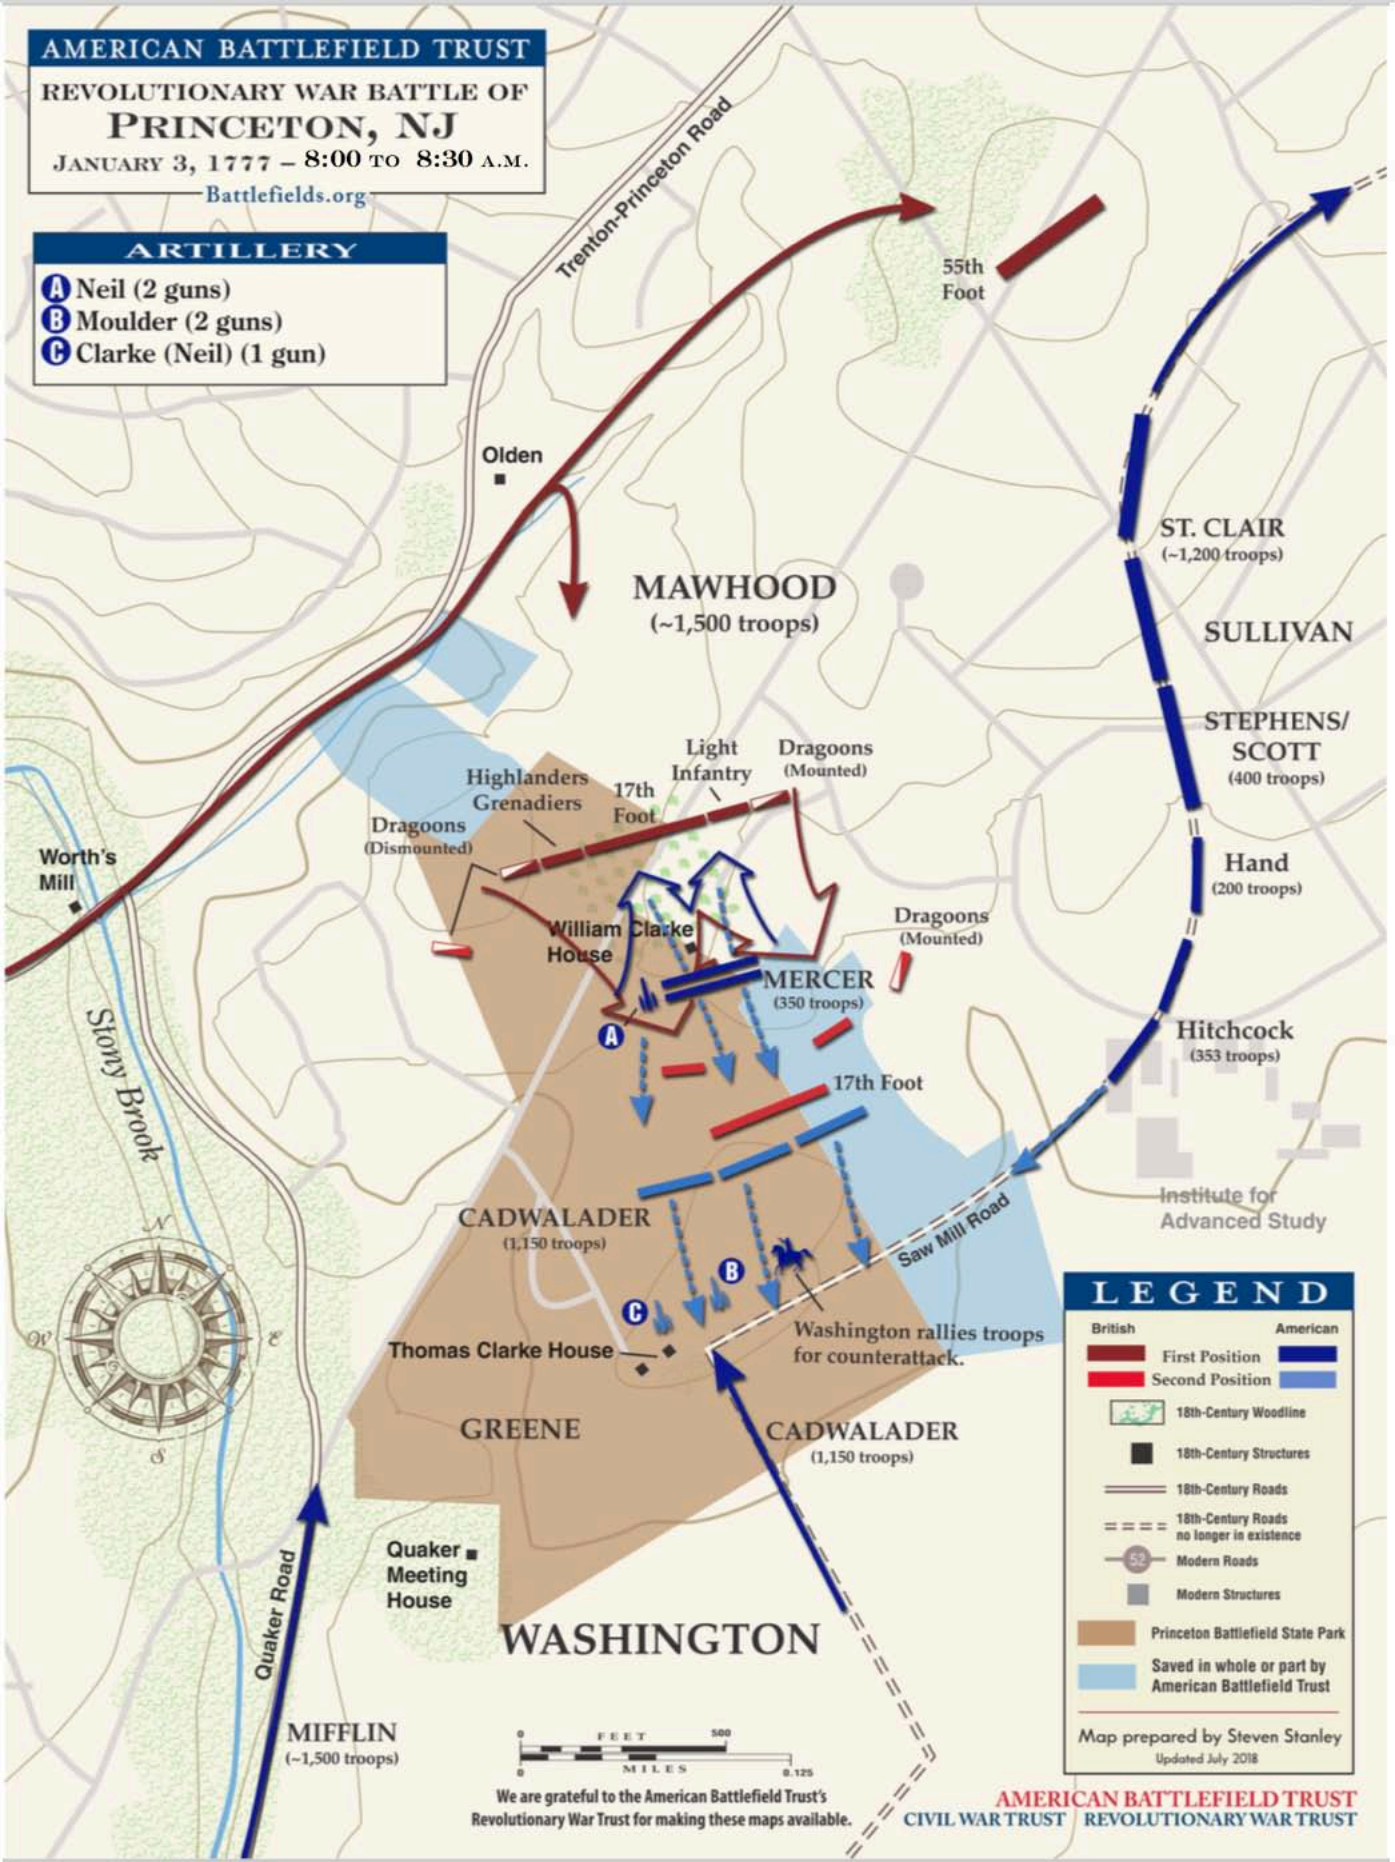 AMERICAN BATTLEFIELD TRUST
REVOLUTIONARY WAR BATTLE OF
PRINCETON, NJ
JANUARY 3, 1777 – 8:00 TO 8:30 A.M.
Battlefields.org
ARTILLERY
A Neil (2 guns)
B Moulder (2 guns)
C Clarke (Neil) (1 gun)
Trenton-Princeton Road
55th
Foot
Olden
ST. CLAIR
(~1,200 troops)
MAWHOOD
(~1,500 troops)
SULLIVAN
STEPHENS/
SCOTT
(400 troops)
Light
Infantry
Dragoons
(Mounted)
Highlanders
Grenadiers
17th
Foot
Dragoons
(Dismounted)
Worth's
Mill
Hand
(200 troops)
William Clarke
House
Dragoons
(Mounted)
MERCER
(350 troops)
A
Hitchcock
(353 troops)
Stony Brook
17th Foot
Institute for
Advanced Study
CADWALADER
(1,150 troops)
Saw Mill Road
B
C
N
W
E
S
Thomas Clarke House
Washington rallies troops
for counterattack.
GREENE
CADWALADER
(1,150 troops)
Quaker
Meeting
House
Quaker Road
WASHINGTON
MIFFLIN
(~1,500 troops)
0 FEET 500
0 MILES 0.125
We are grateful to the American Battlefield Trust's
Revolutionary War Trust for making these maps available.
LEGEND
British American
First Position
Second Position
18th-Century Woodline
18th-Century Structures
18th-Century Roads
18th-Century Roads
no longer in existence
52 Modern Roads
Modern Structures
Princeton Battlefield State Park
Saved in whole or part by
American Battlefield Trust
Map prepared by Steven Stanley
Updated July 2018
AMERICAN BATTLEFIELD TRUST
CIVIL WAR TRUST REVOLUTIONARY WAR TRUST